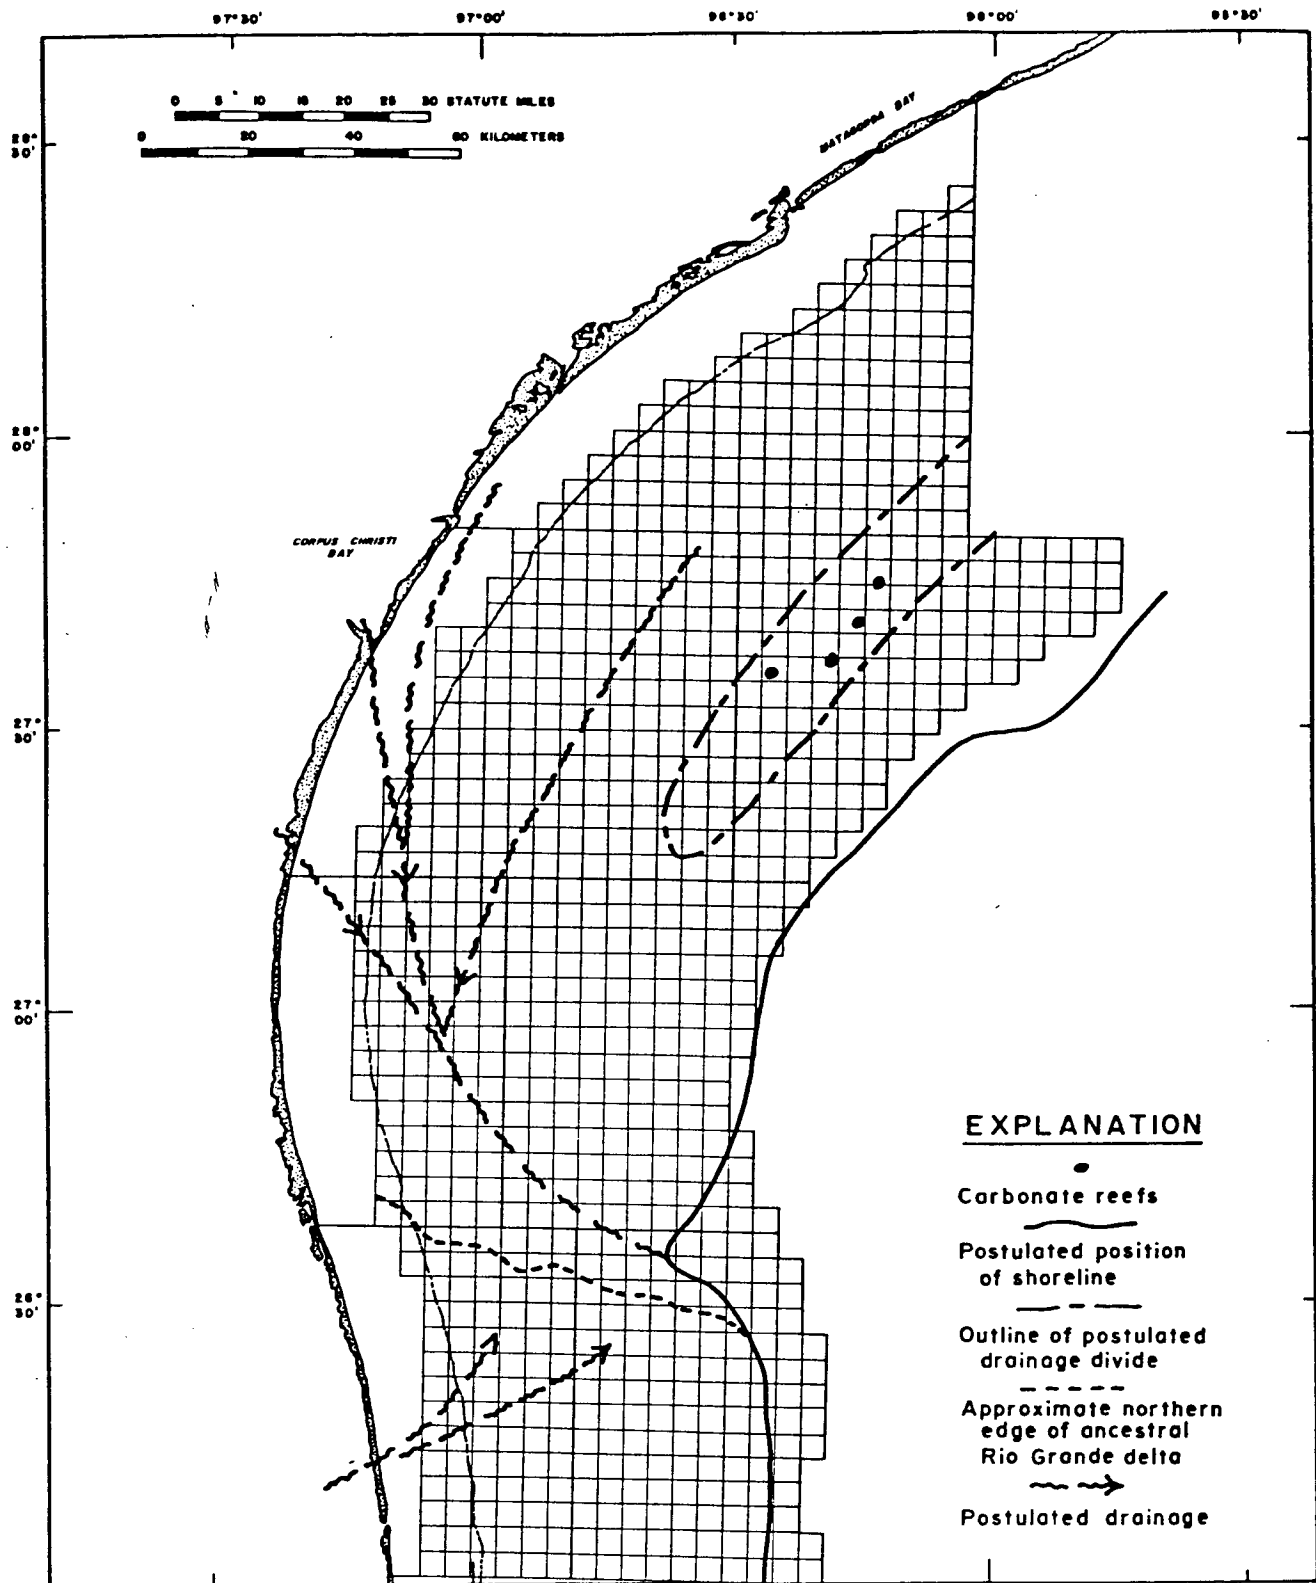 97°30' 97°00' 96°30' 96°00' 95°30'
0 5 10 15 20 25 30 STATUTE MILES
0 20 40 60 KILOMETERS
MATAGORDA BAY
28°
30'
28°
00'
CORPUS CHRISTI
BAY
27°
30'
27°
00'
26°
30'
EXPLANATION
Carbonate reefs
Postulated position
of shoreline
Outline of postulated
drainage divide
Approximate northern
edge of ancestral
Rio Grande delta
Postulated drainage